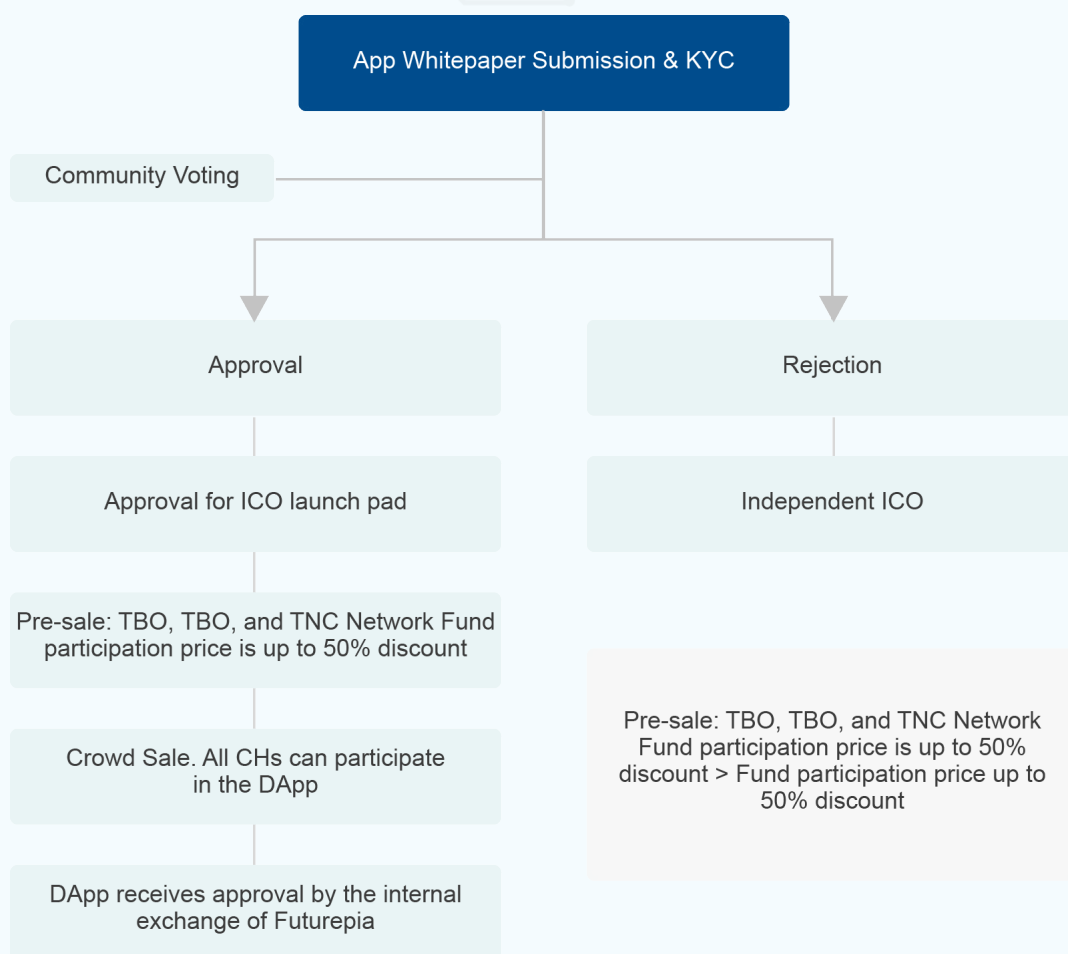 App Whitepaper Submission & KYC
Community Voting
Approval
Rejection
Approval for ICO launch pad
Independent ICO
Pre-sale: TBO, TBO, and TNC Network Fund
participation price is up to 50% discount
Pre-sale: TBO, TBO, and TNC Network
Fund participation price is up to 50%
discount > Fund participation price up to
50% discount
Crowd Sale. All CHs can participate
in the DApp
DApp receives approval by the internal
exchange of Futurepia